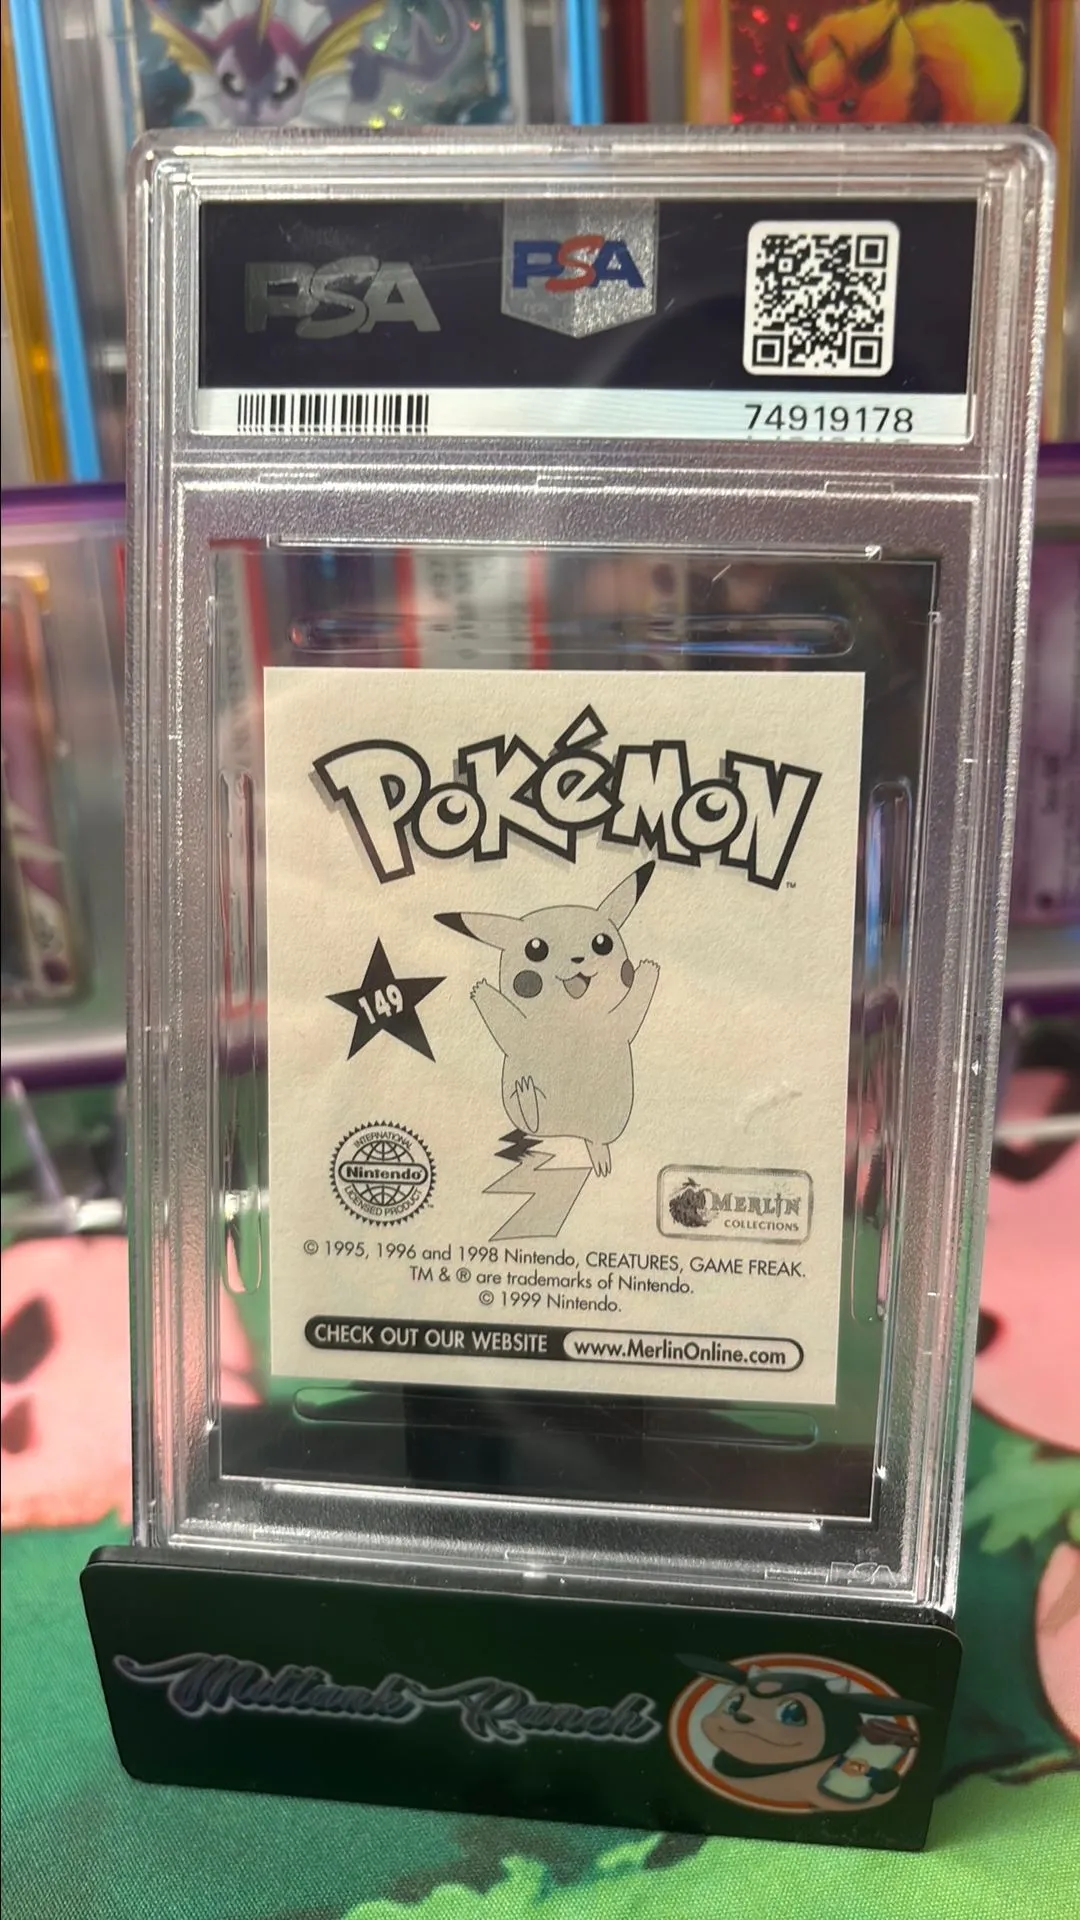 PSA
PSA
74919178
POKéMON
™
149
INTERNATIONAL
Nintendo
LICENSED PRODUCT
MERLIN
COLLECTIONS
© 1995, 1996 and 1998 Nintendo, CREATURES, GAME FREAK.
TM & ® are trademarks of Nintendo.
© 1999 Nintendo.
CHECK OUT OUR WEBSITE www.MerlinOnline.com
PSA
Miltank Ranch